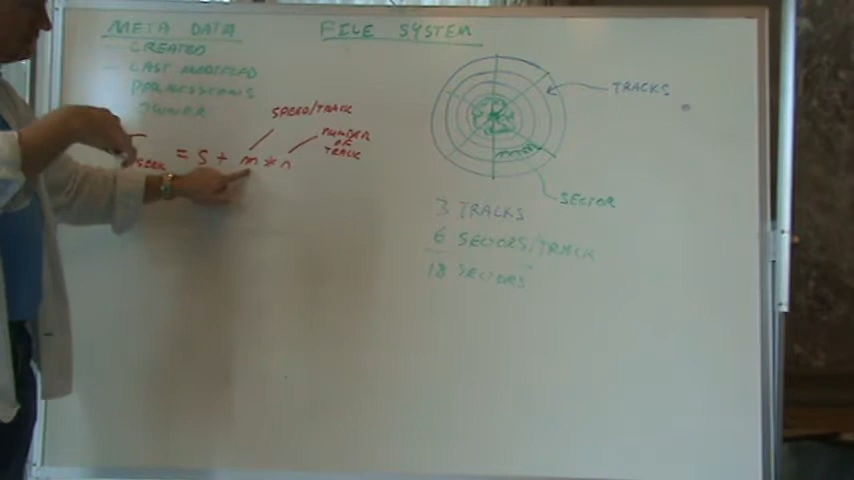 META DATA
CREATED
LAST MODIFIED
PERMISSIONS
OWNER
FILE SYSTEM
TRACKS
SECTOR
3 TRACKS
6 SECTORS/TRACK
18 SECTORS
SPEED/TRACK
NUMBER
OF
TRACK
= S + m * n